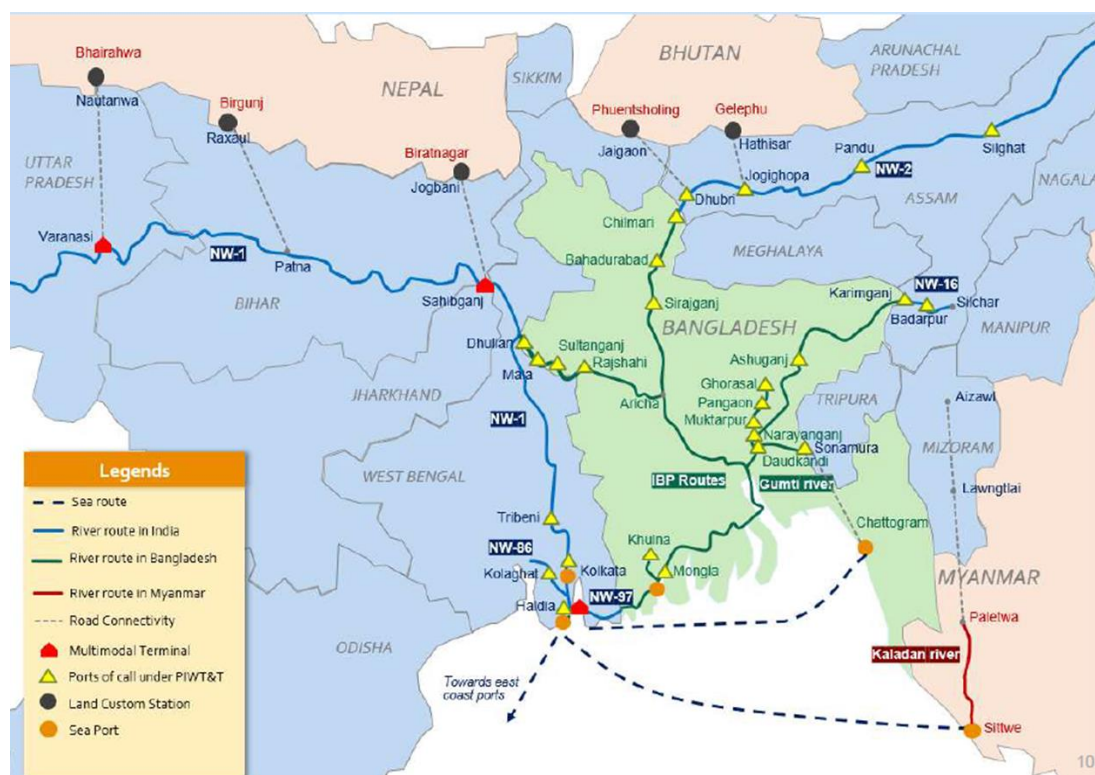 Bhairahwa
Nautanwa
Birgunj
Raxaul
NEPAL
SIKKIM
BHUTAN
ARUNACHAL
PRADESH
Phuentsholing
Gelephu
Jaigaon
Hathisar
Biratnagar
Jogbani
Pandu
Silghat
NW-2
UTTAR
PRADESH
Dhubri
Jogighopa
ASSAM
NAGALA
Chilmari
Varanasi
NW-1
Patna
BIHAR
Sahibganj
MEGHALAYA
Bahadurabad
Sirajganj
Karimganj
NW-16
Silchar
Badarpur
BANGLADESH
MANIPUR
Dhulian
Sultanganj
Maia
Rajshahi
Ashuganj
Ghorasal
Pangaon
Muktarpur
Aricha
TRIPURA
Aizawl
JHARKHAND
NW-1
Narayanganj
Sonamura
Daudkandi
MIZORAM
WEST BENGAL
IBP Routes
Gumti river
Lawngtlai
Tribeni
Chattogram
NW-86
Kolaghat
Kolkata
Khulna
Mongla
Haldia
NW-97
MYANMAR
Paletwa
ODISHA
Kaladan river
Towards east
coast ports
Sittwe
Legends
Sea route
River route in India
River route in Bangladesh
River route in Myanmar
Road Connectivity
Multimodal Terminal
Ports of call under PIWT&T
Land Custom Station
Sea Port
10